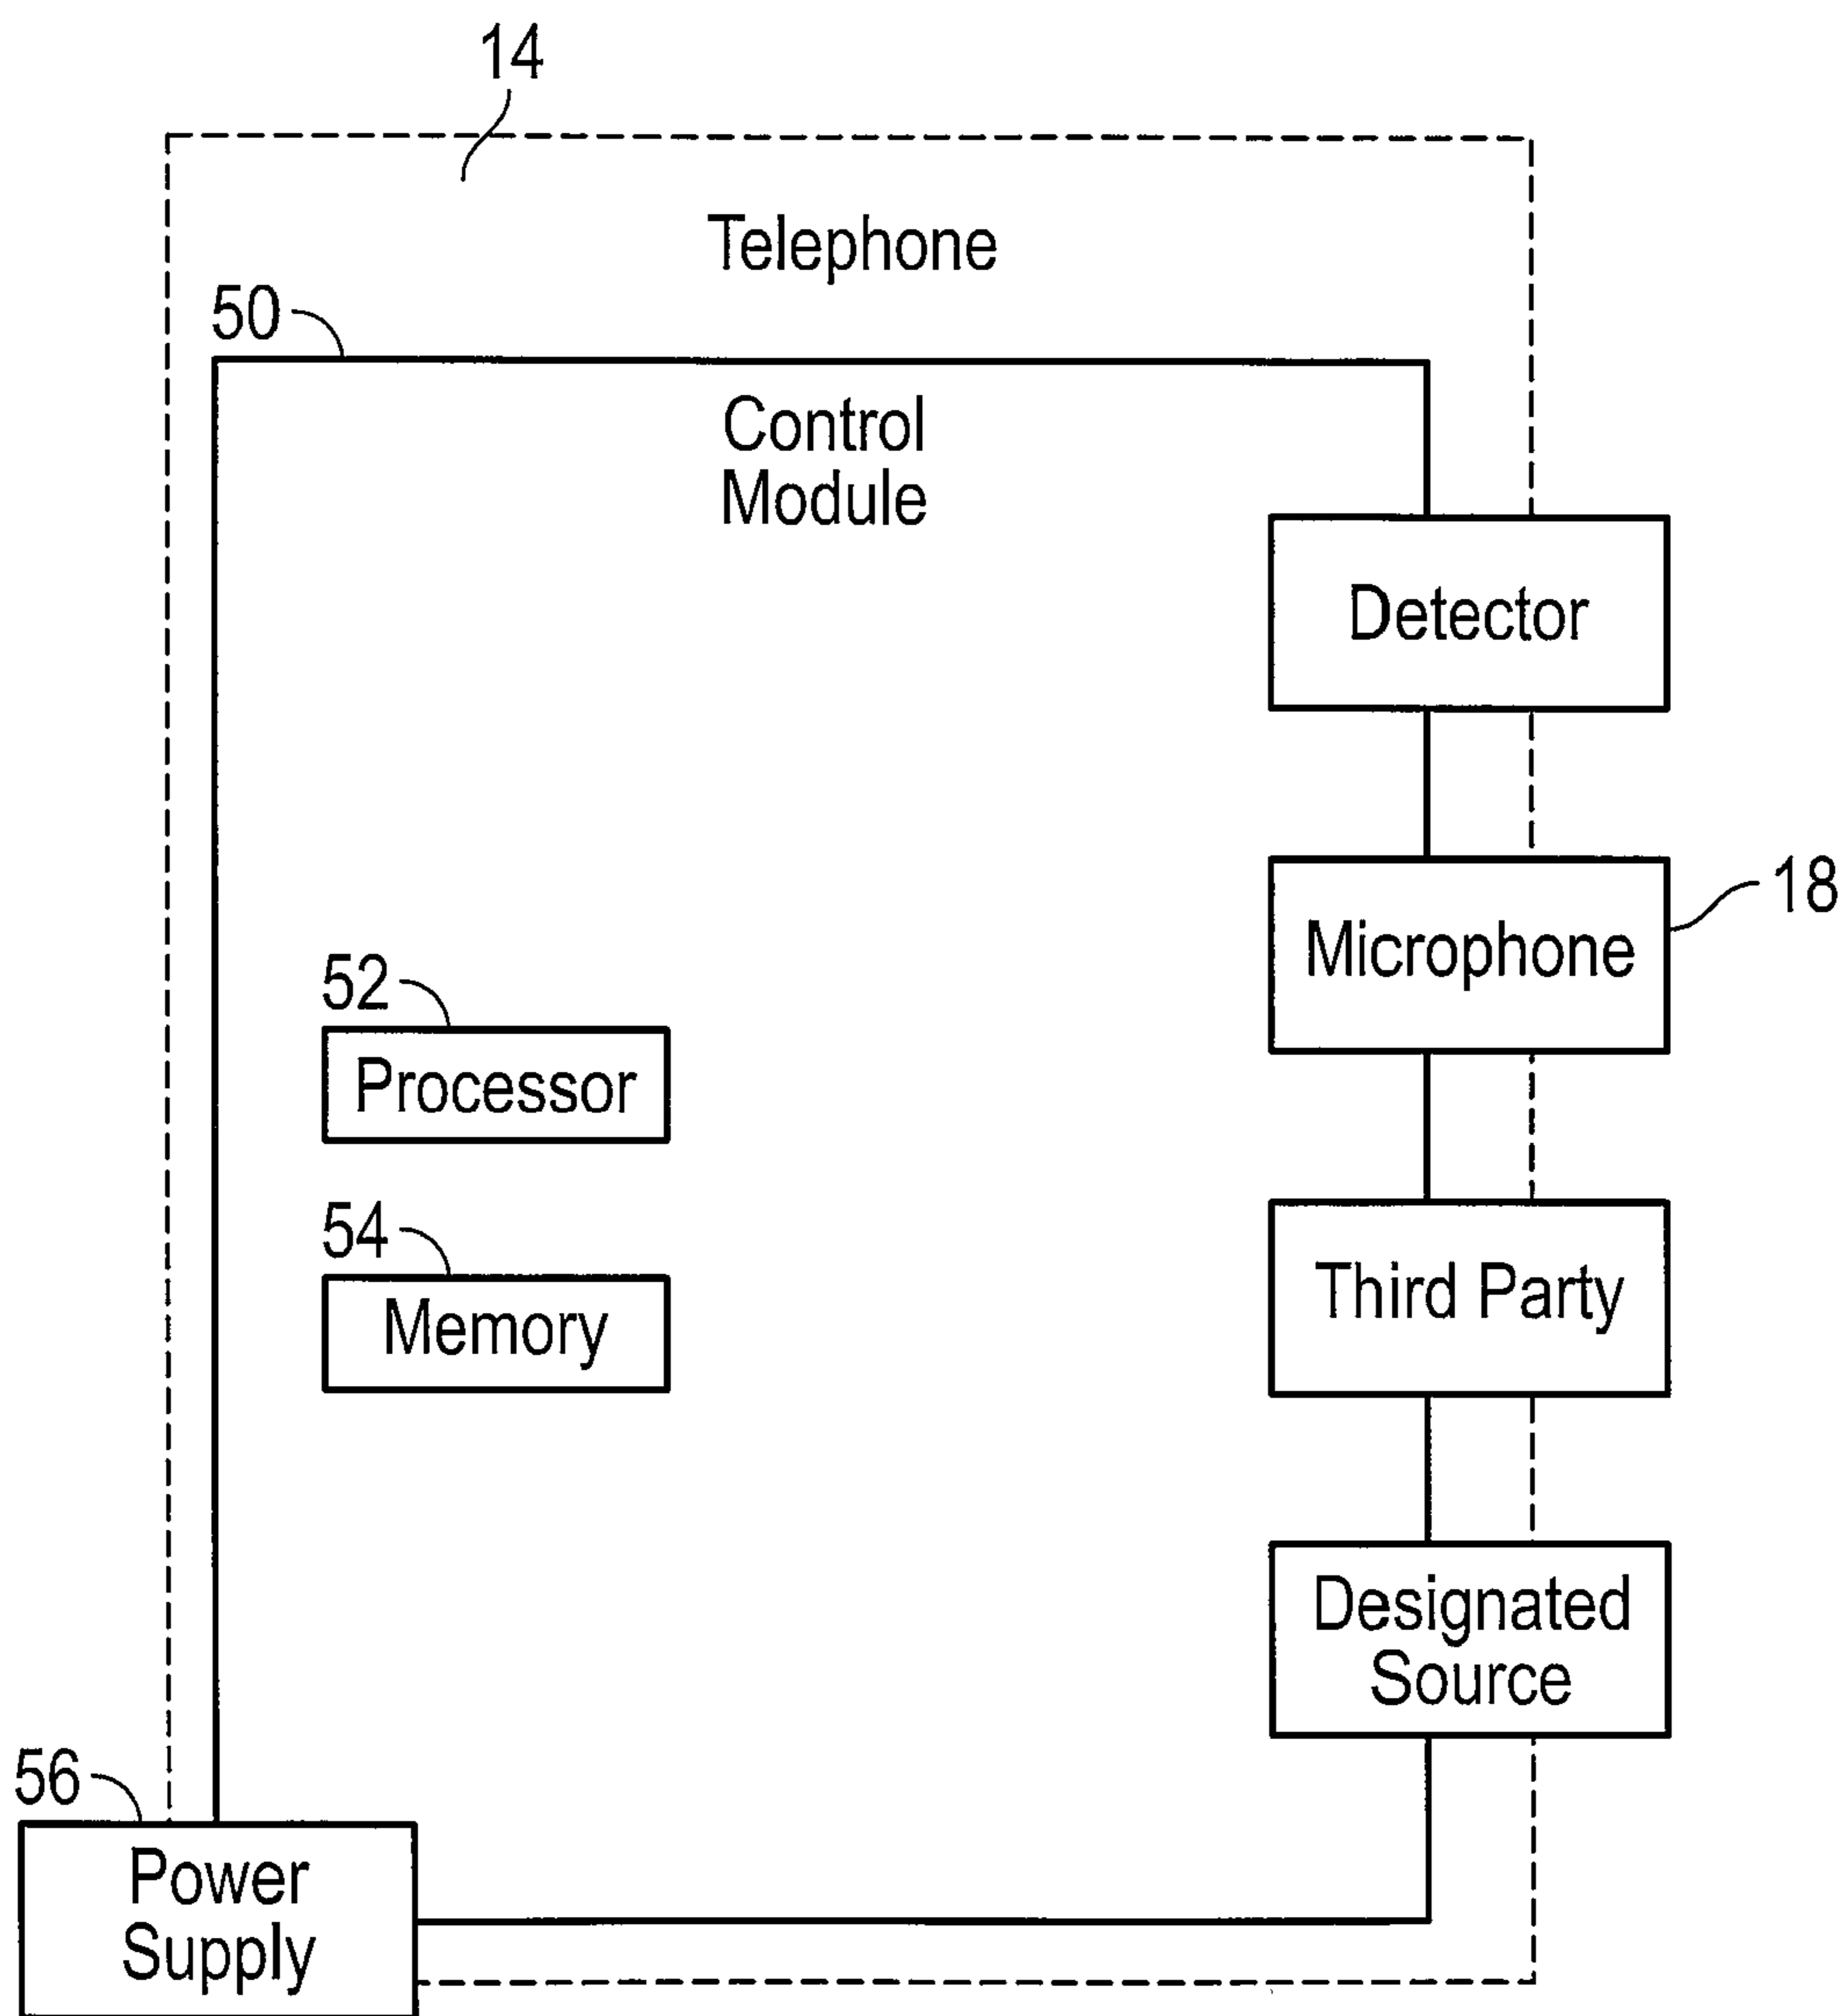 14
Telephone
50
Control
Module
Detector
18
Microphone
52
Processor
Third Party
54
Memory
Designated
Source
56
Power
Supply